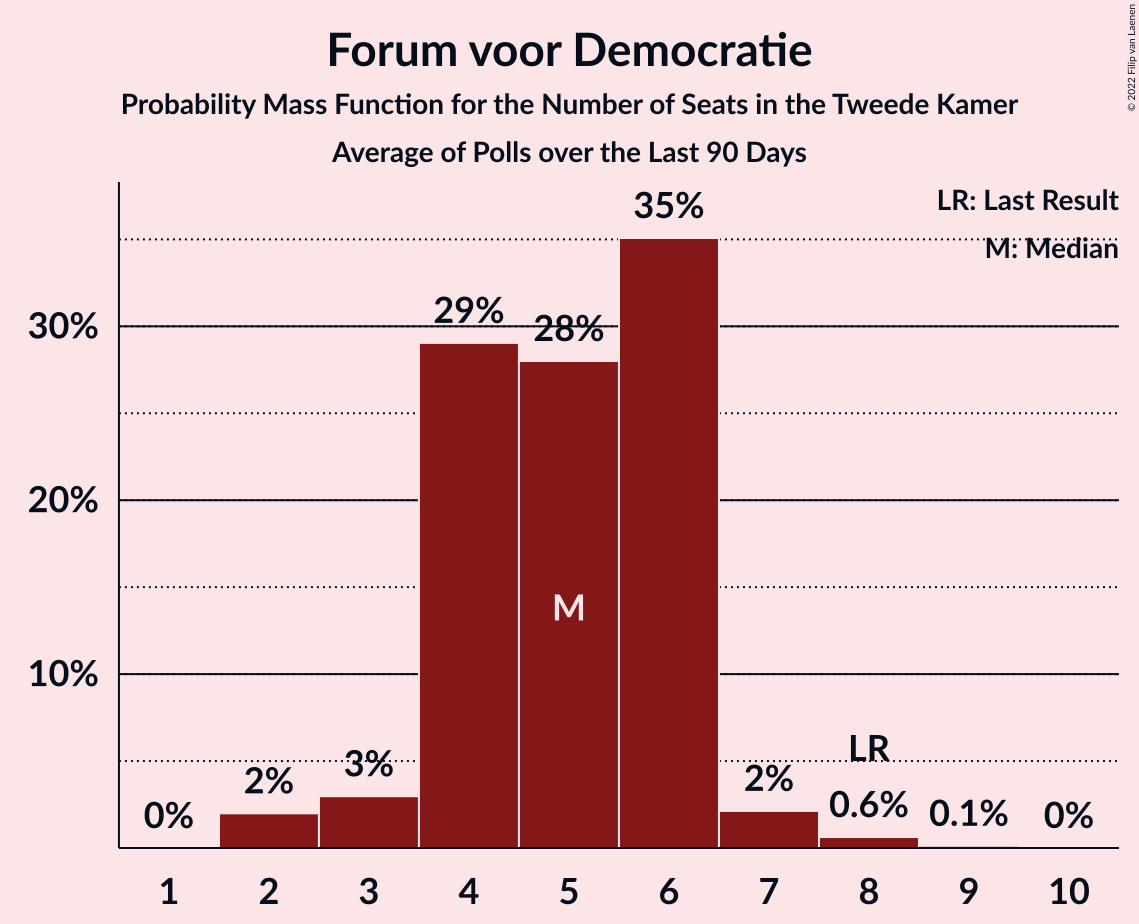 Forum voor Democratie
Probability Mass Function for the Number of Seats in the Tweede Kamer
Average of Polls over the Last 90 Days
© 2022 Filip van Laenen
LR: Last Result
M: Median
35%
29%
28%
30%
20%
M
10%
LR
3%
2%
2%
0.6%
0.1%
0%
0%
1 2 3 4 5 6 7 8 9 10